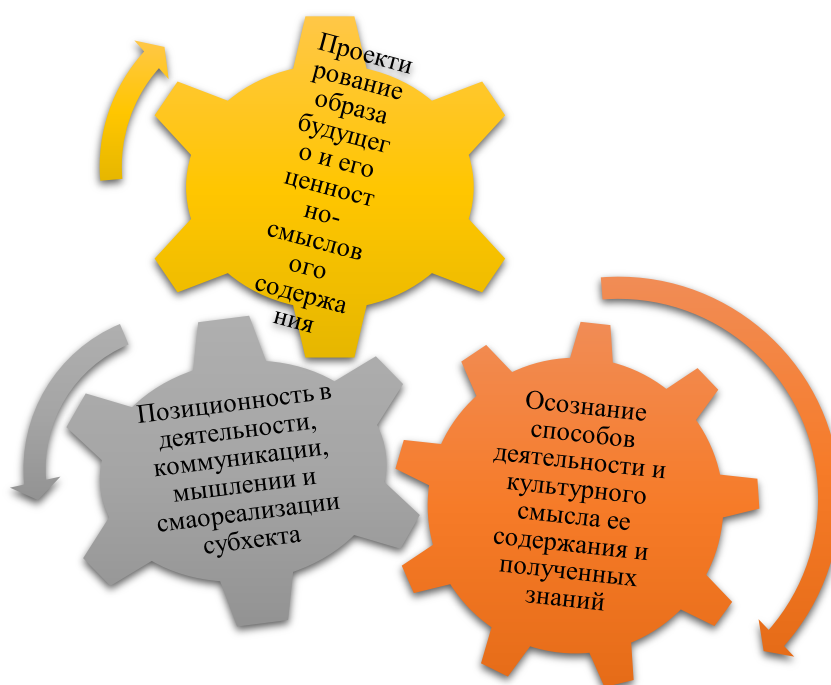 Проекти
рование
образа
будущег
о и его
ценност
но-
смыслов
ого
содержа
ния
Позиционность в
деятельности,
коммуникации,
мышлении и
смаореализации
субхекта
Осознание
способов
деятельности и
культурного
смысла ее
содержания и
полученных
знаний